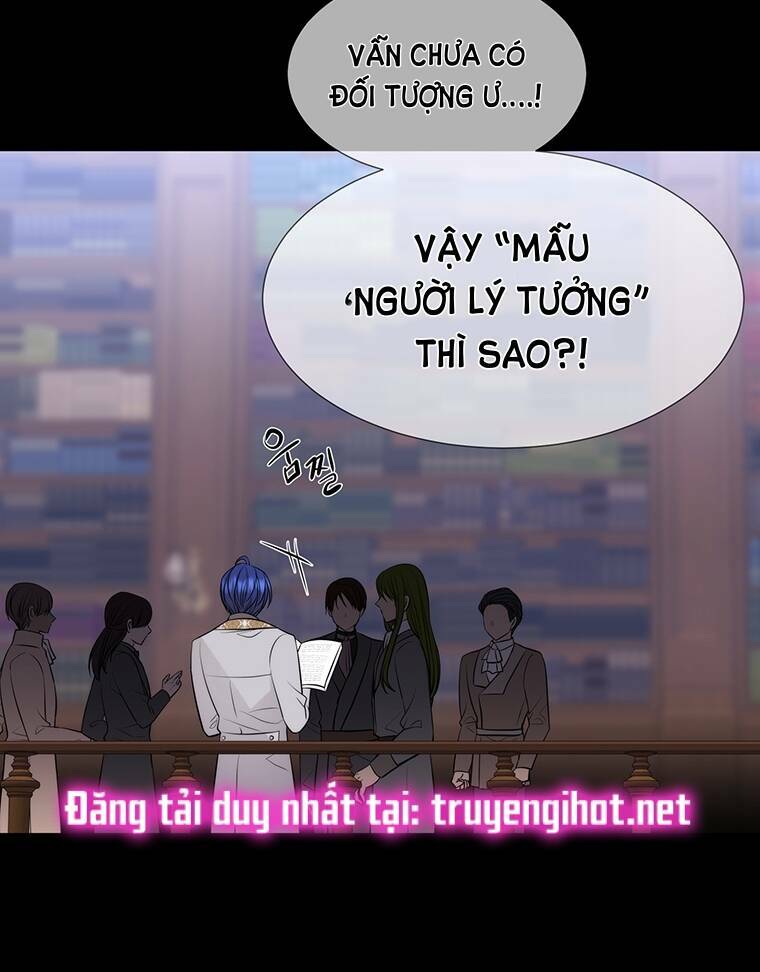 VẪN CHƯA CÓ
ĐỐI TƯỢNG Ư....!
VẬY “MẪU
‘NGƯỜI LÝ TƯỞNG”
THÌ SAO?!
움찔
Đăng tải duy nhất tại: truyengihot.net